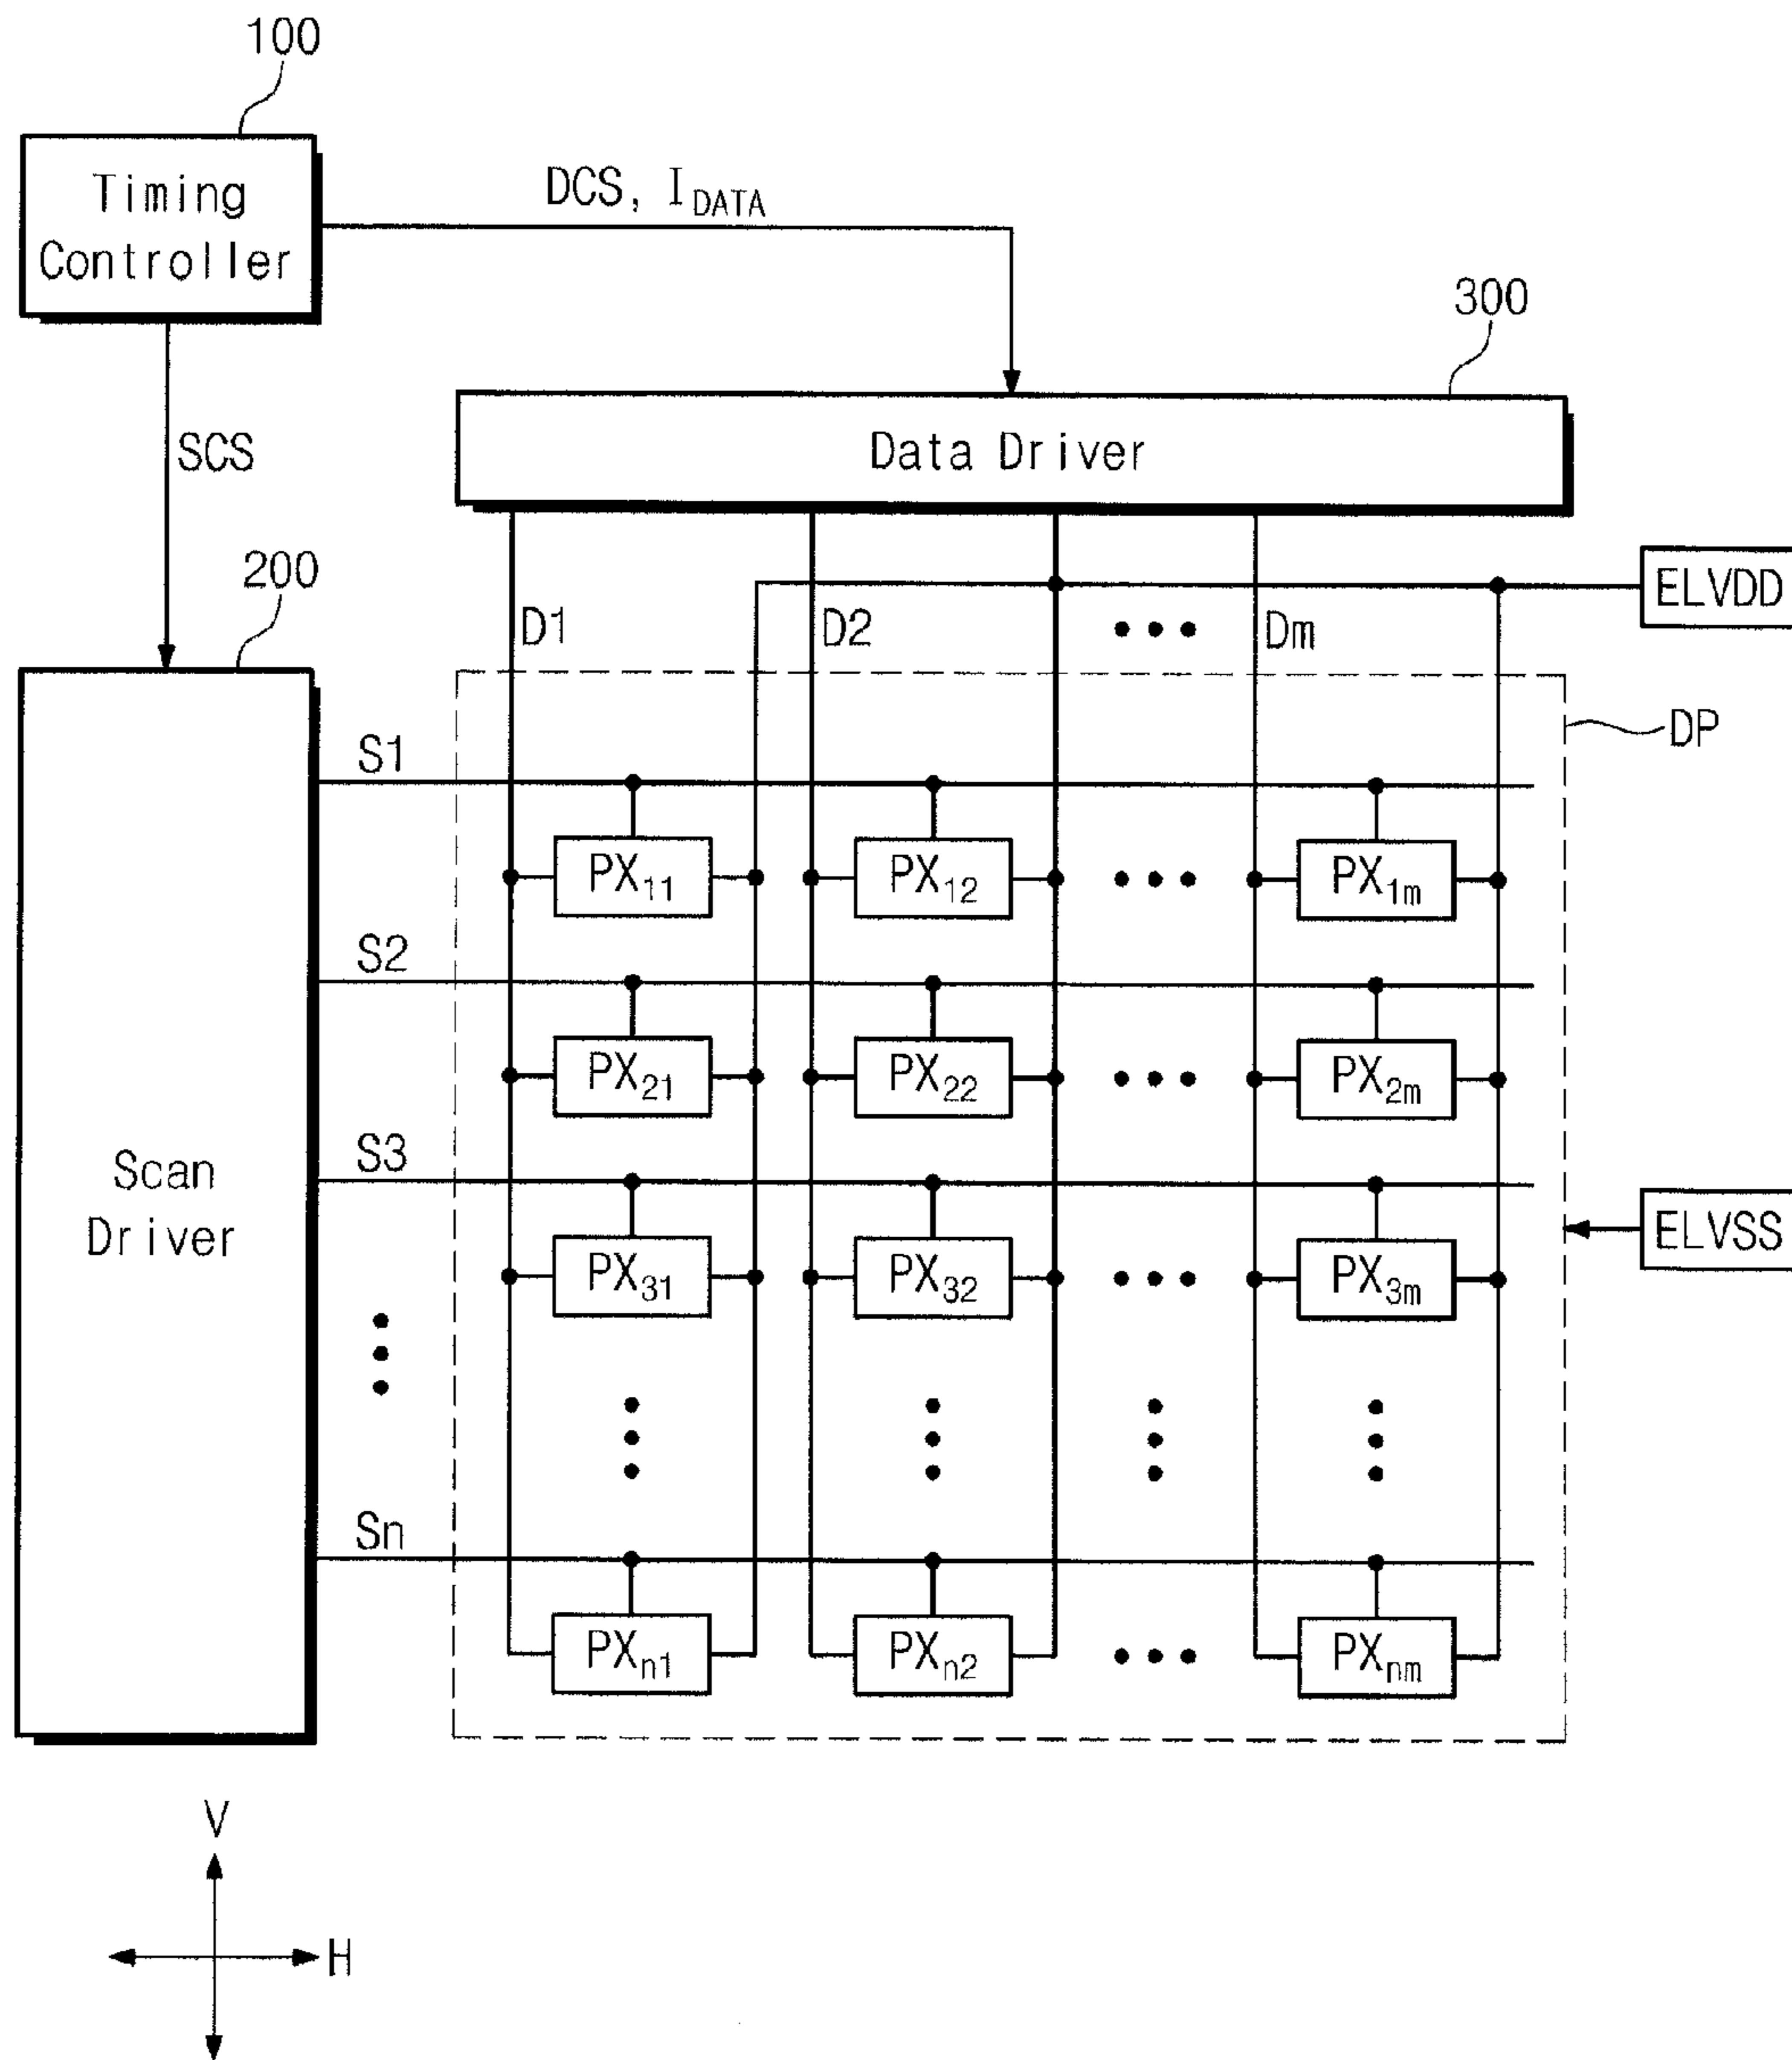 100
Timing
Controller
DCS, I_DATA
300
SCS
Data Driver
200
ELVDD
D1
D2
Dm
DP
S1
PX₁₁
PX₁₂
PX₁ₘ
S2
PX₂₁
PX₂₂
PX₂ₘ
S3
Scan
Driver
ELVSS
PX₃₁
PX₃₂
PX₃ₘ
Sn
PXₙ₁
PXₙ₂
PXₙₘ
V
H